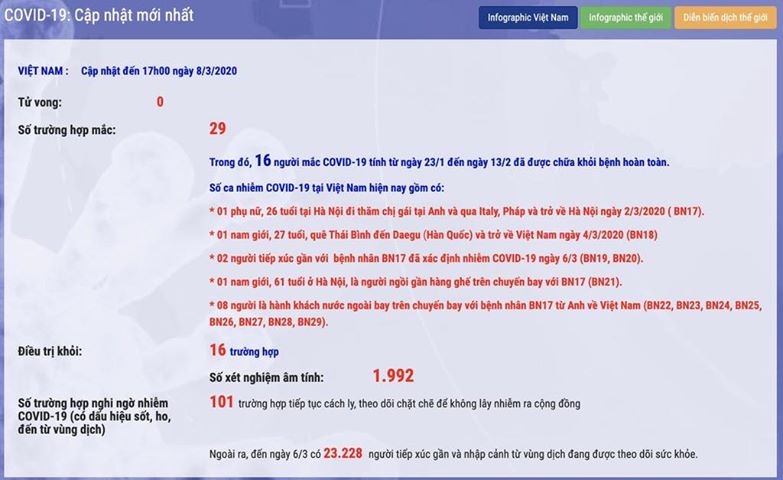 COVID-19: Cập nhật mới nhất
Infographic Việt Nam
Infographic thế giới
Diễn biến dịch thế giới
VIỆT NAM : Cập nhật đến 17h00 ngày 8/3/2020
Tử vong: 0
Số trường hợp mắc: 29
Trong đó, 16 người mắc COVID-19 tính từ ngày 23/1 đến ngày 13/2 đã được chữa khỏi bệnh hoàn toàn.
Số ca nhiễm COVID-19 tại Việt Nam hiện nay gồm có:
* 01 phụ nữ, 26 tuổi tại Hà Nội đi thăm chị gái tại Anh và qua Italy, Pháp và trở về Hà Nội ngày 2/3/2020 ( BN17).
* 01 nam giới, 27 tuổi, quê Thái Bình đến Daegu (Hàn Quốc) và trở về Việt Nam ngày 4/3/2020 (BN18)
* 02 người tiếp xúc gần với bệnh nhân BN17 đã xác định nhiễm COVID-19 ngày 6/3 (BN19, BN20).
* 01 nam giới, 61 tuổi ở Hà Nội, là người ngồi gần hàng ghế trên chuyến bay với BN17 (BN21).
* 08 người là hành khách nước ngoài bay trên chuyến bay với bệnh nhân BN17 từ Anh về Việt Nam (BN22, BN23, BN24, BN25,
BN26, BN27, BN28, BN29).
Điều trị khỏi: 16 trường hợp
Số xét nghiệm âm tính: 1.992
Số trường hợp nghi ngờ nhiễm
COVID-19 (có dấu hiệu sốt, ho,
đến từ vùng dịch)
101 trường hợp tiếp tục cách ly, theo dõi chặt chẽ để không lây nhiễm ra cộng đồng
Ngoài ra, đến ngày 6/3 có 23.228 người tiếp xúc gần và nhập cảnh từ vùng dịch đang được theo dõi sức khỏe.